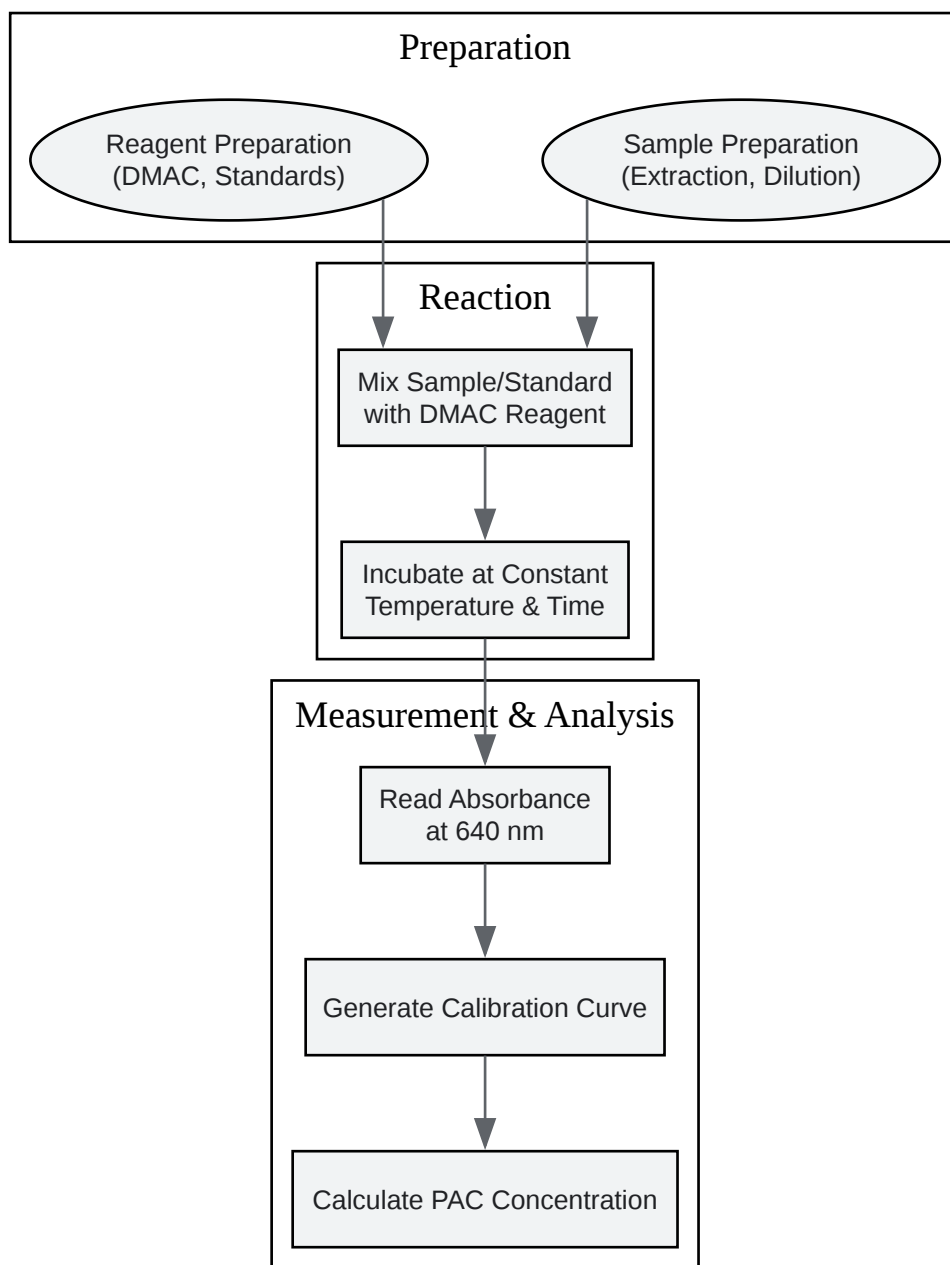 Preparation
Reagent Preparation
(DMAC, Standards)
Sample Preparation
(Extraction, Dilution)
Reaction
Mix Sample/Standard
with DMAC Reagent
Incubate at Constant
Temperature & Time
Measurement & Analysis
Read Absorbance
at 640 nm
Generate Calibration Curve
Calculate PAC Concentration